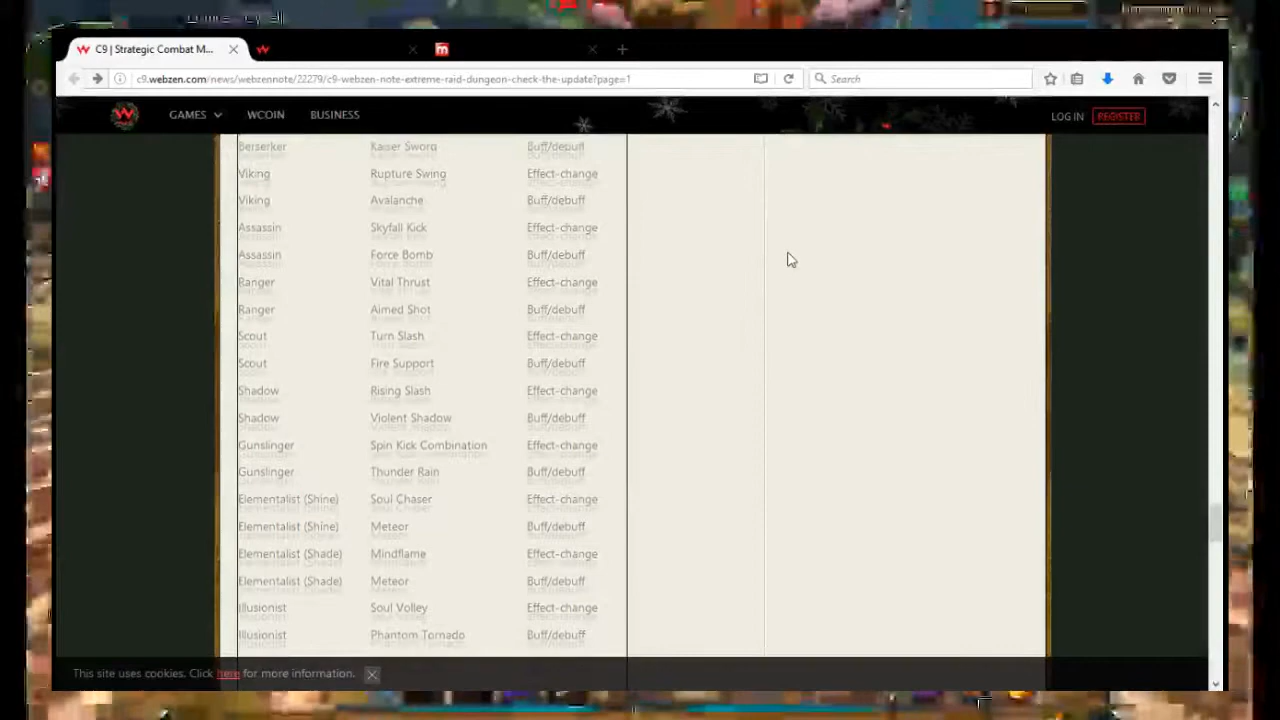 C9 | Strategic Combat M...
c9.webzen.com/news/webzennote/22279/c9-webzen-note-extreme-raid-dungeon-check-the-update?page=1
Search
GAMES WCOIN BUSINESS LOG IN REGISTER
Berserker Kaiser Sword Buff/debuff
Viking Rupture Swing Effect-change
Viking Avalanche Buff/debuff
Assassin Skyfall Kick Effect-change
Assassin Force Bomb Buff/debuff
Ranger Vital Thrust Effect-change
Ranger Aimed Shot Buff/debuff
Scout Turn Slash Effect-change
Scout Fire Support Buff/debuff
Shadow Rising Slash Effect-change
Shadow Violent Shadow Buff/debuff
Gunslinger Spin Kick Combination Effect-change
Gunslinger Thunder Rain Buff/debuff
Elementalist (Shine) Soul Chaser Effect-change
Elementalist (Shine) Meteor Buff/debuff
Elementalist (Shade) Mindflame Effect-change
Elementalist (Shade) Meteor Buff/debuff
Illusionist Soul Volley Effect-change
Illusionist Phantom Tornado Buff/debuff
This site uses cookies. Click here for more information.